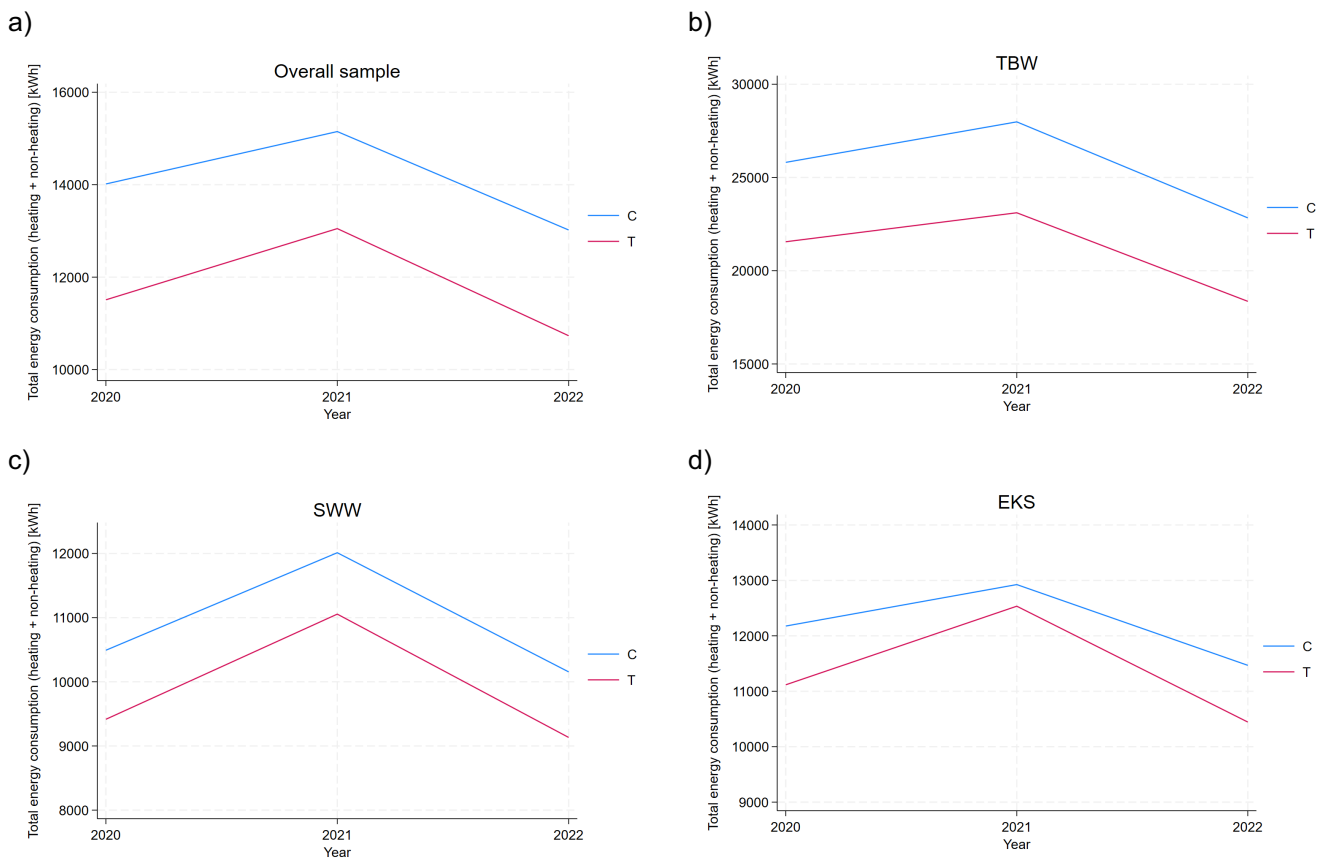 a)
Overall sample
Total energy consumption (heating + non-heating) [kWh]
16000
14000
12000
10000
2020
2021
2022
Year
C
T
b)
TBW
Total energy consumption (heating + non-heating) [kWh]
30000
25000
20000
15000
2020
2021
2022
Year
C
T
c)
SWW
Total energy consumption (heating + non-heating) [kWh]
12000
11000
10000
9000
8000
2020
2021
2022
Year
C
T
d)
EKS
Total energy consumption (heating + non-heating) [kWh]
14000
13000
12000
11000
10000
9000
2020
2021
2022
Year
C
T